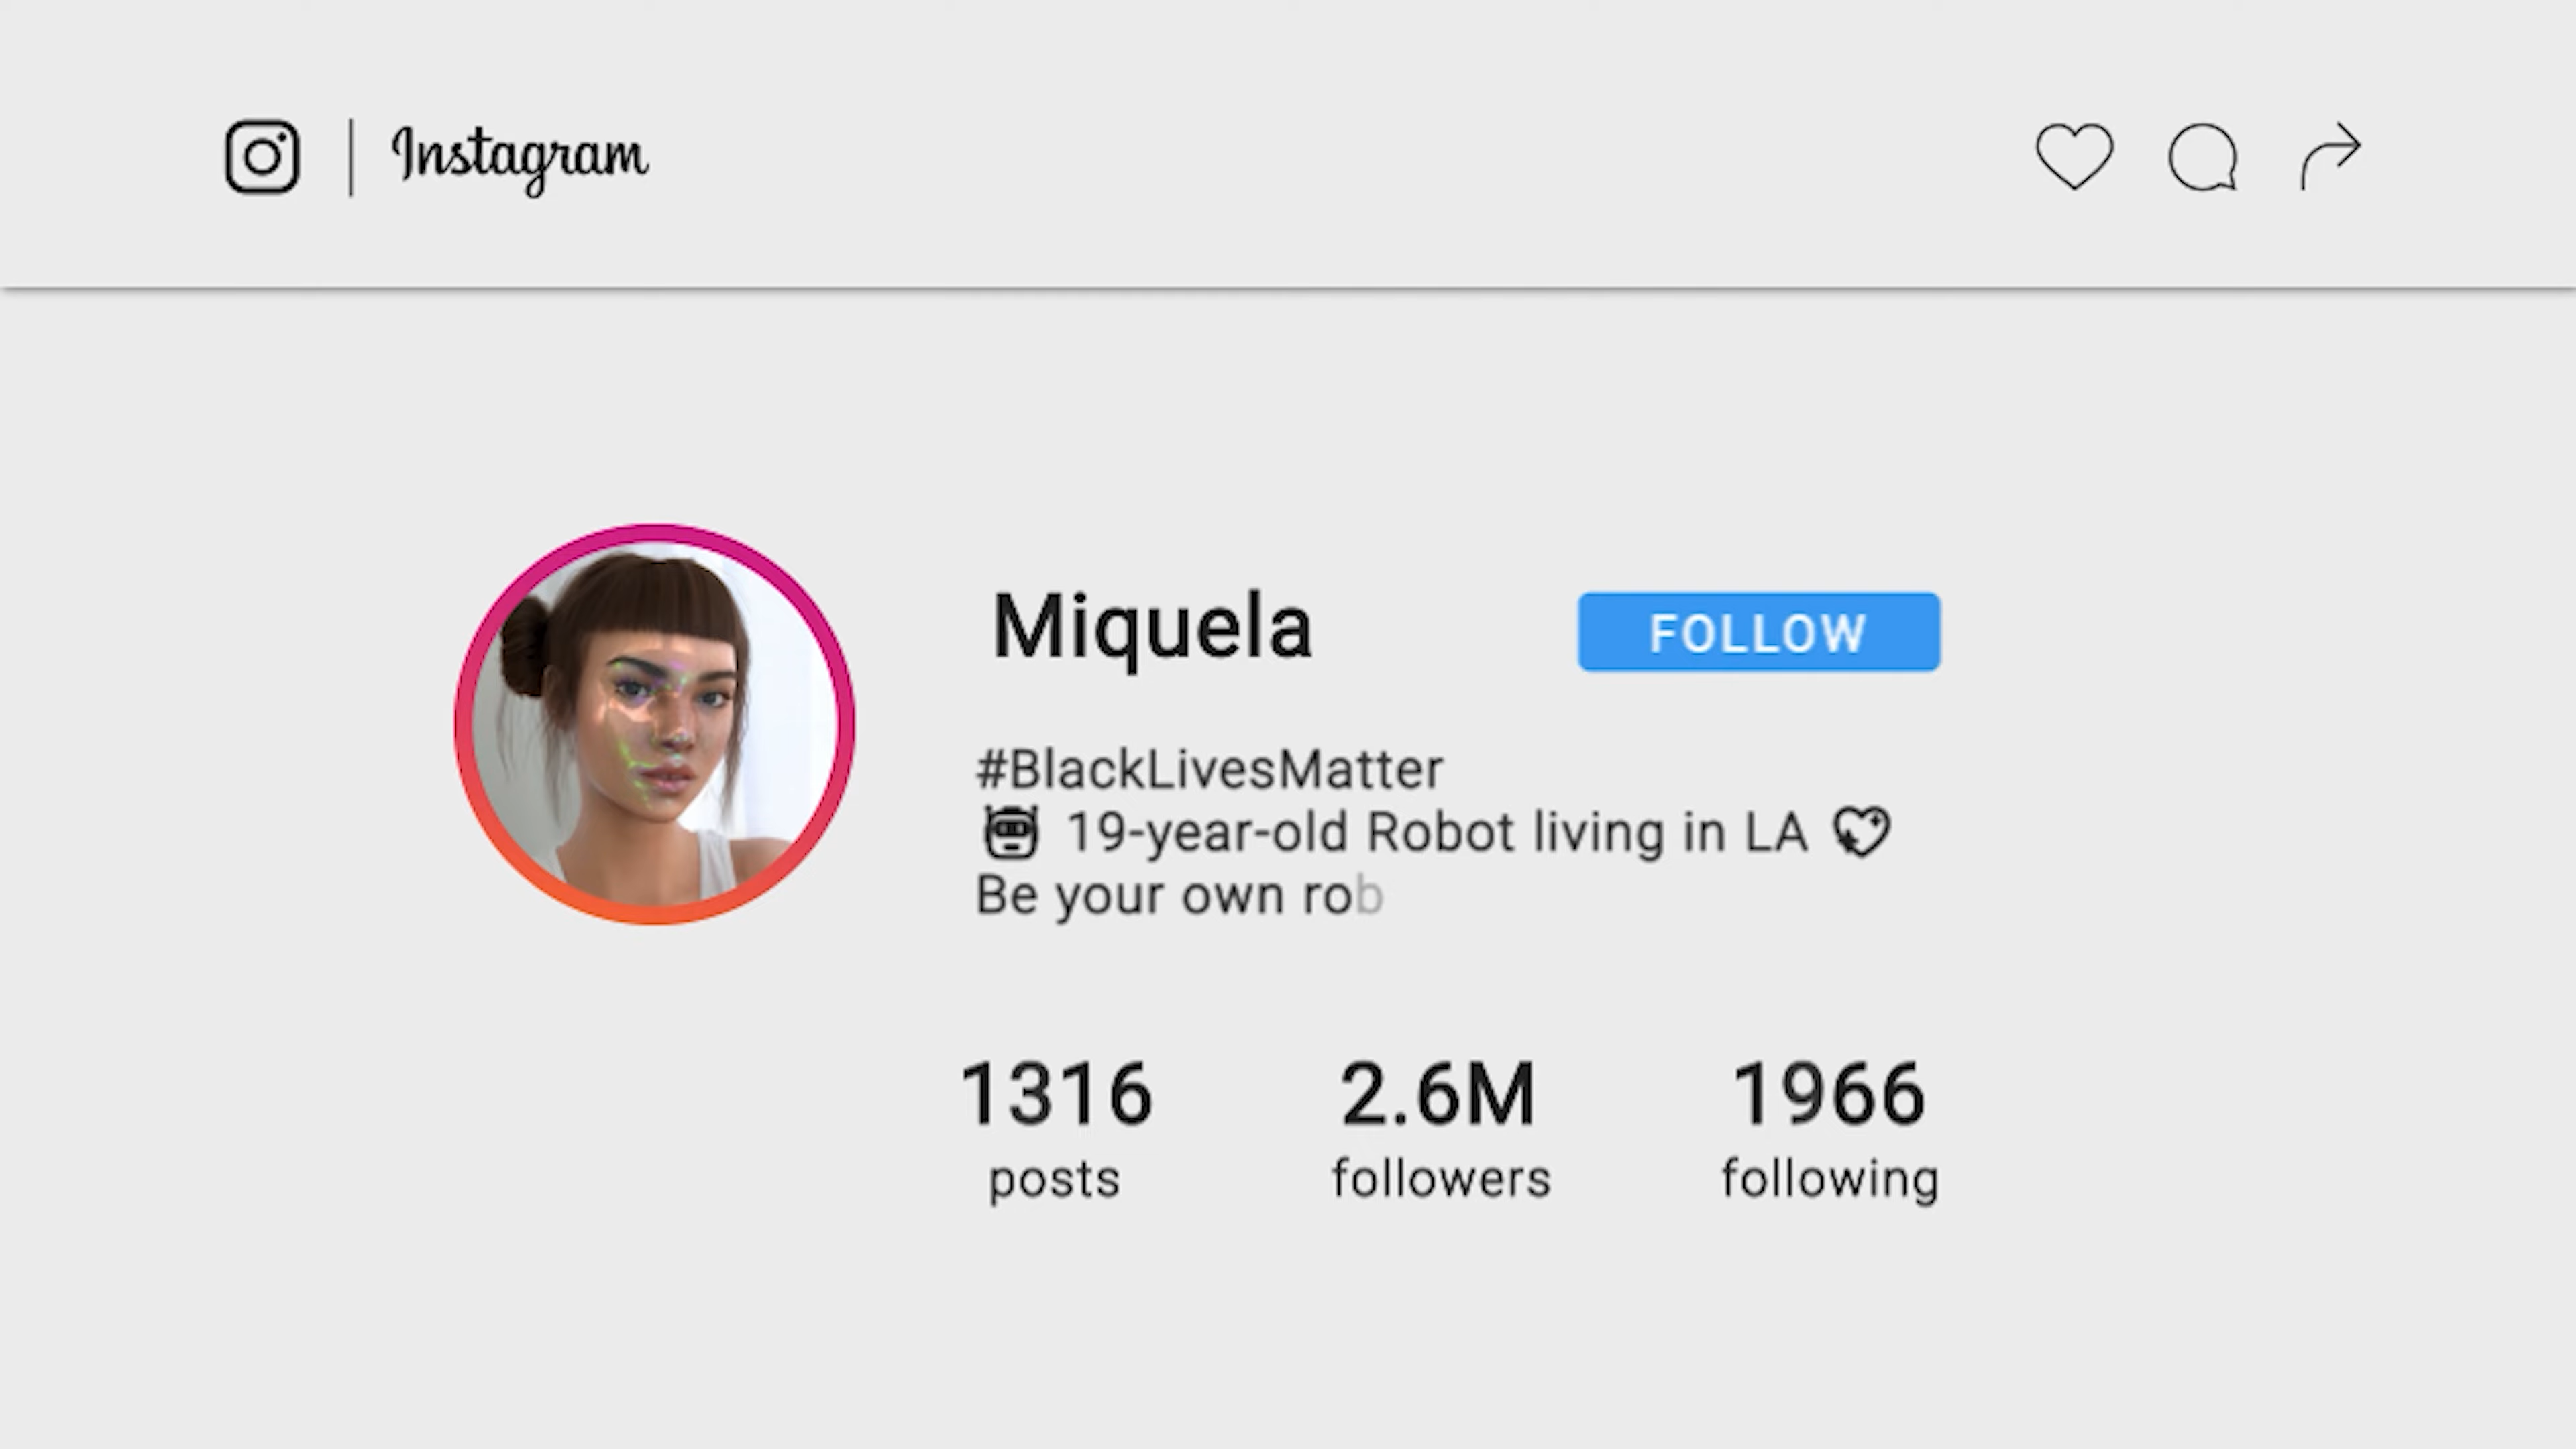 Instagram
Miquela
FOLLOW
#BlackLivesMatter
19-year-old Robot living in LA
Be your own rob
1316 2.6M 1966
posts followers following